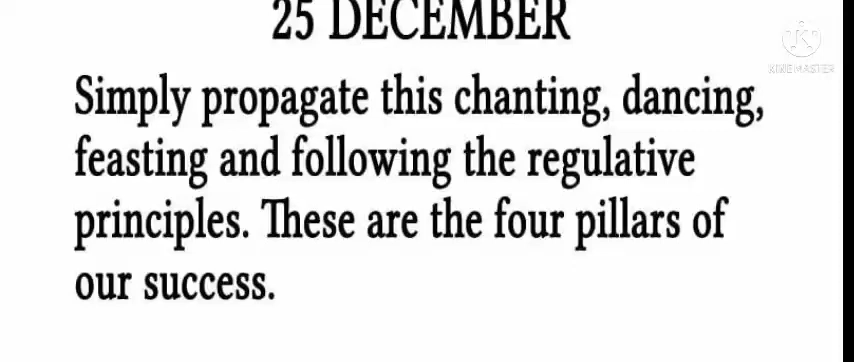 25 DECEMBER
KINEMASTER
Simply propagate this chanting, dancing,
feasting and following the regulative
principles. These are the four pillars of
our success.